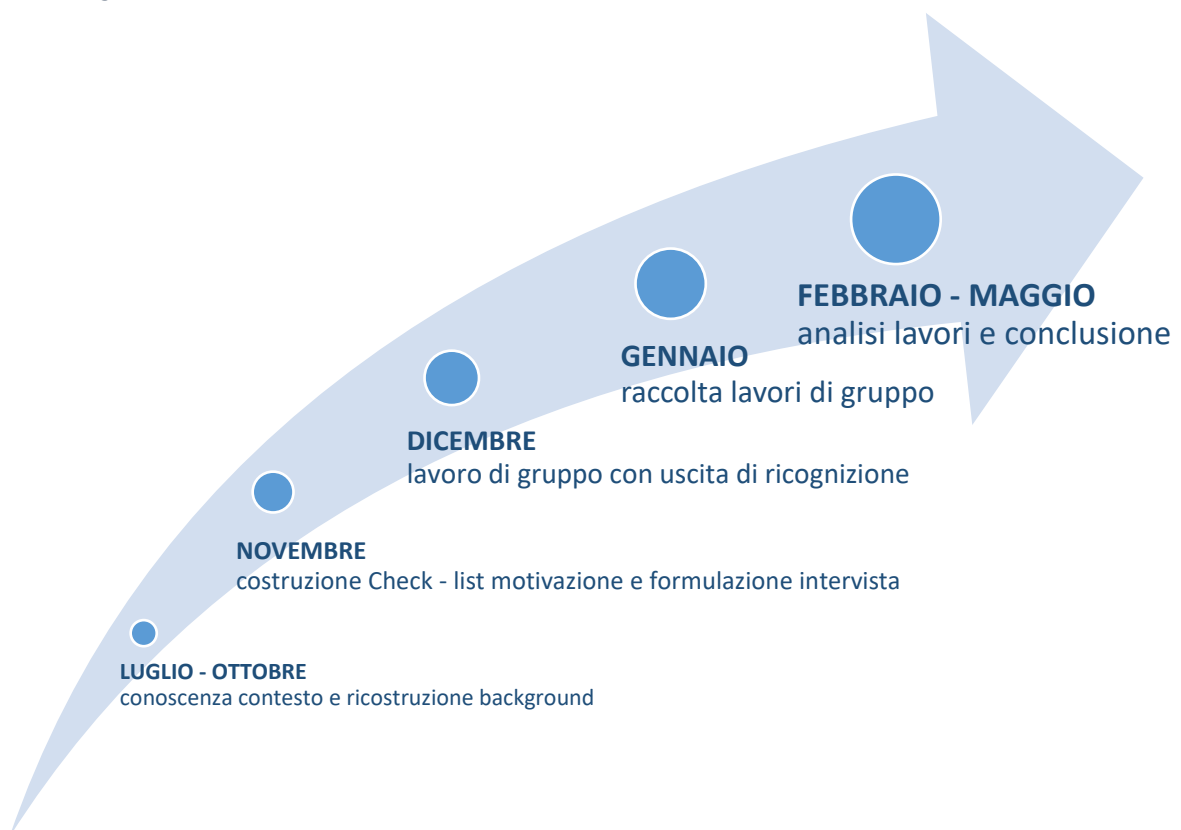 FEBBRAIO - MAGGIO
analisi lavori e conclusione
GENNAIO
raccolta lavori di gruppo
DICEMBRE
lavoro di gruppo con uscita di ricognizione
NOVEMBRE
costruzione Check - list motivazione e formulazione intervista
LUGLIO - OTTOBRE
conoscenza contesto e ricostruzione background